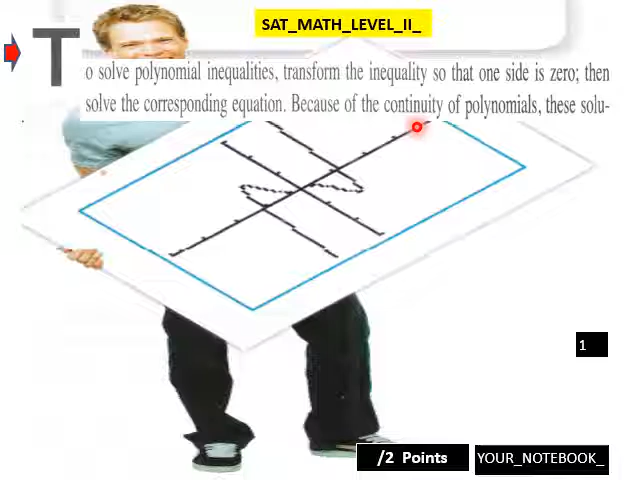 SAT_MATH_LEVEL_II_
To solve polynomial inequalities, transform the inequality so that one side is zero; then
solve the corresponding equation. Because of the continuity of polynomials, these solu-
1
/2 Points
YOUR_NOTEBOOK_